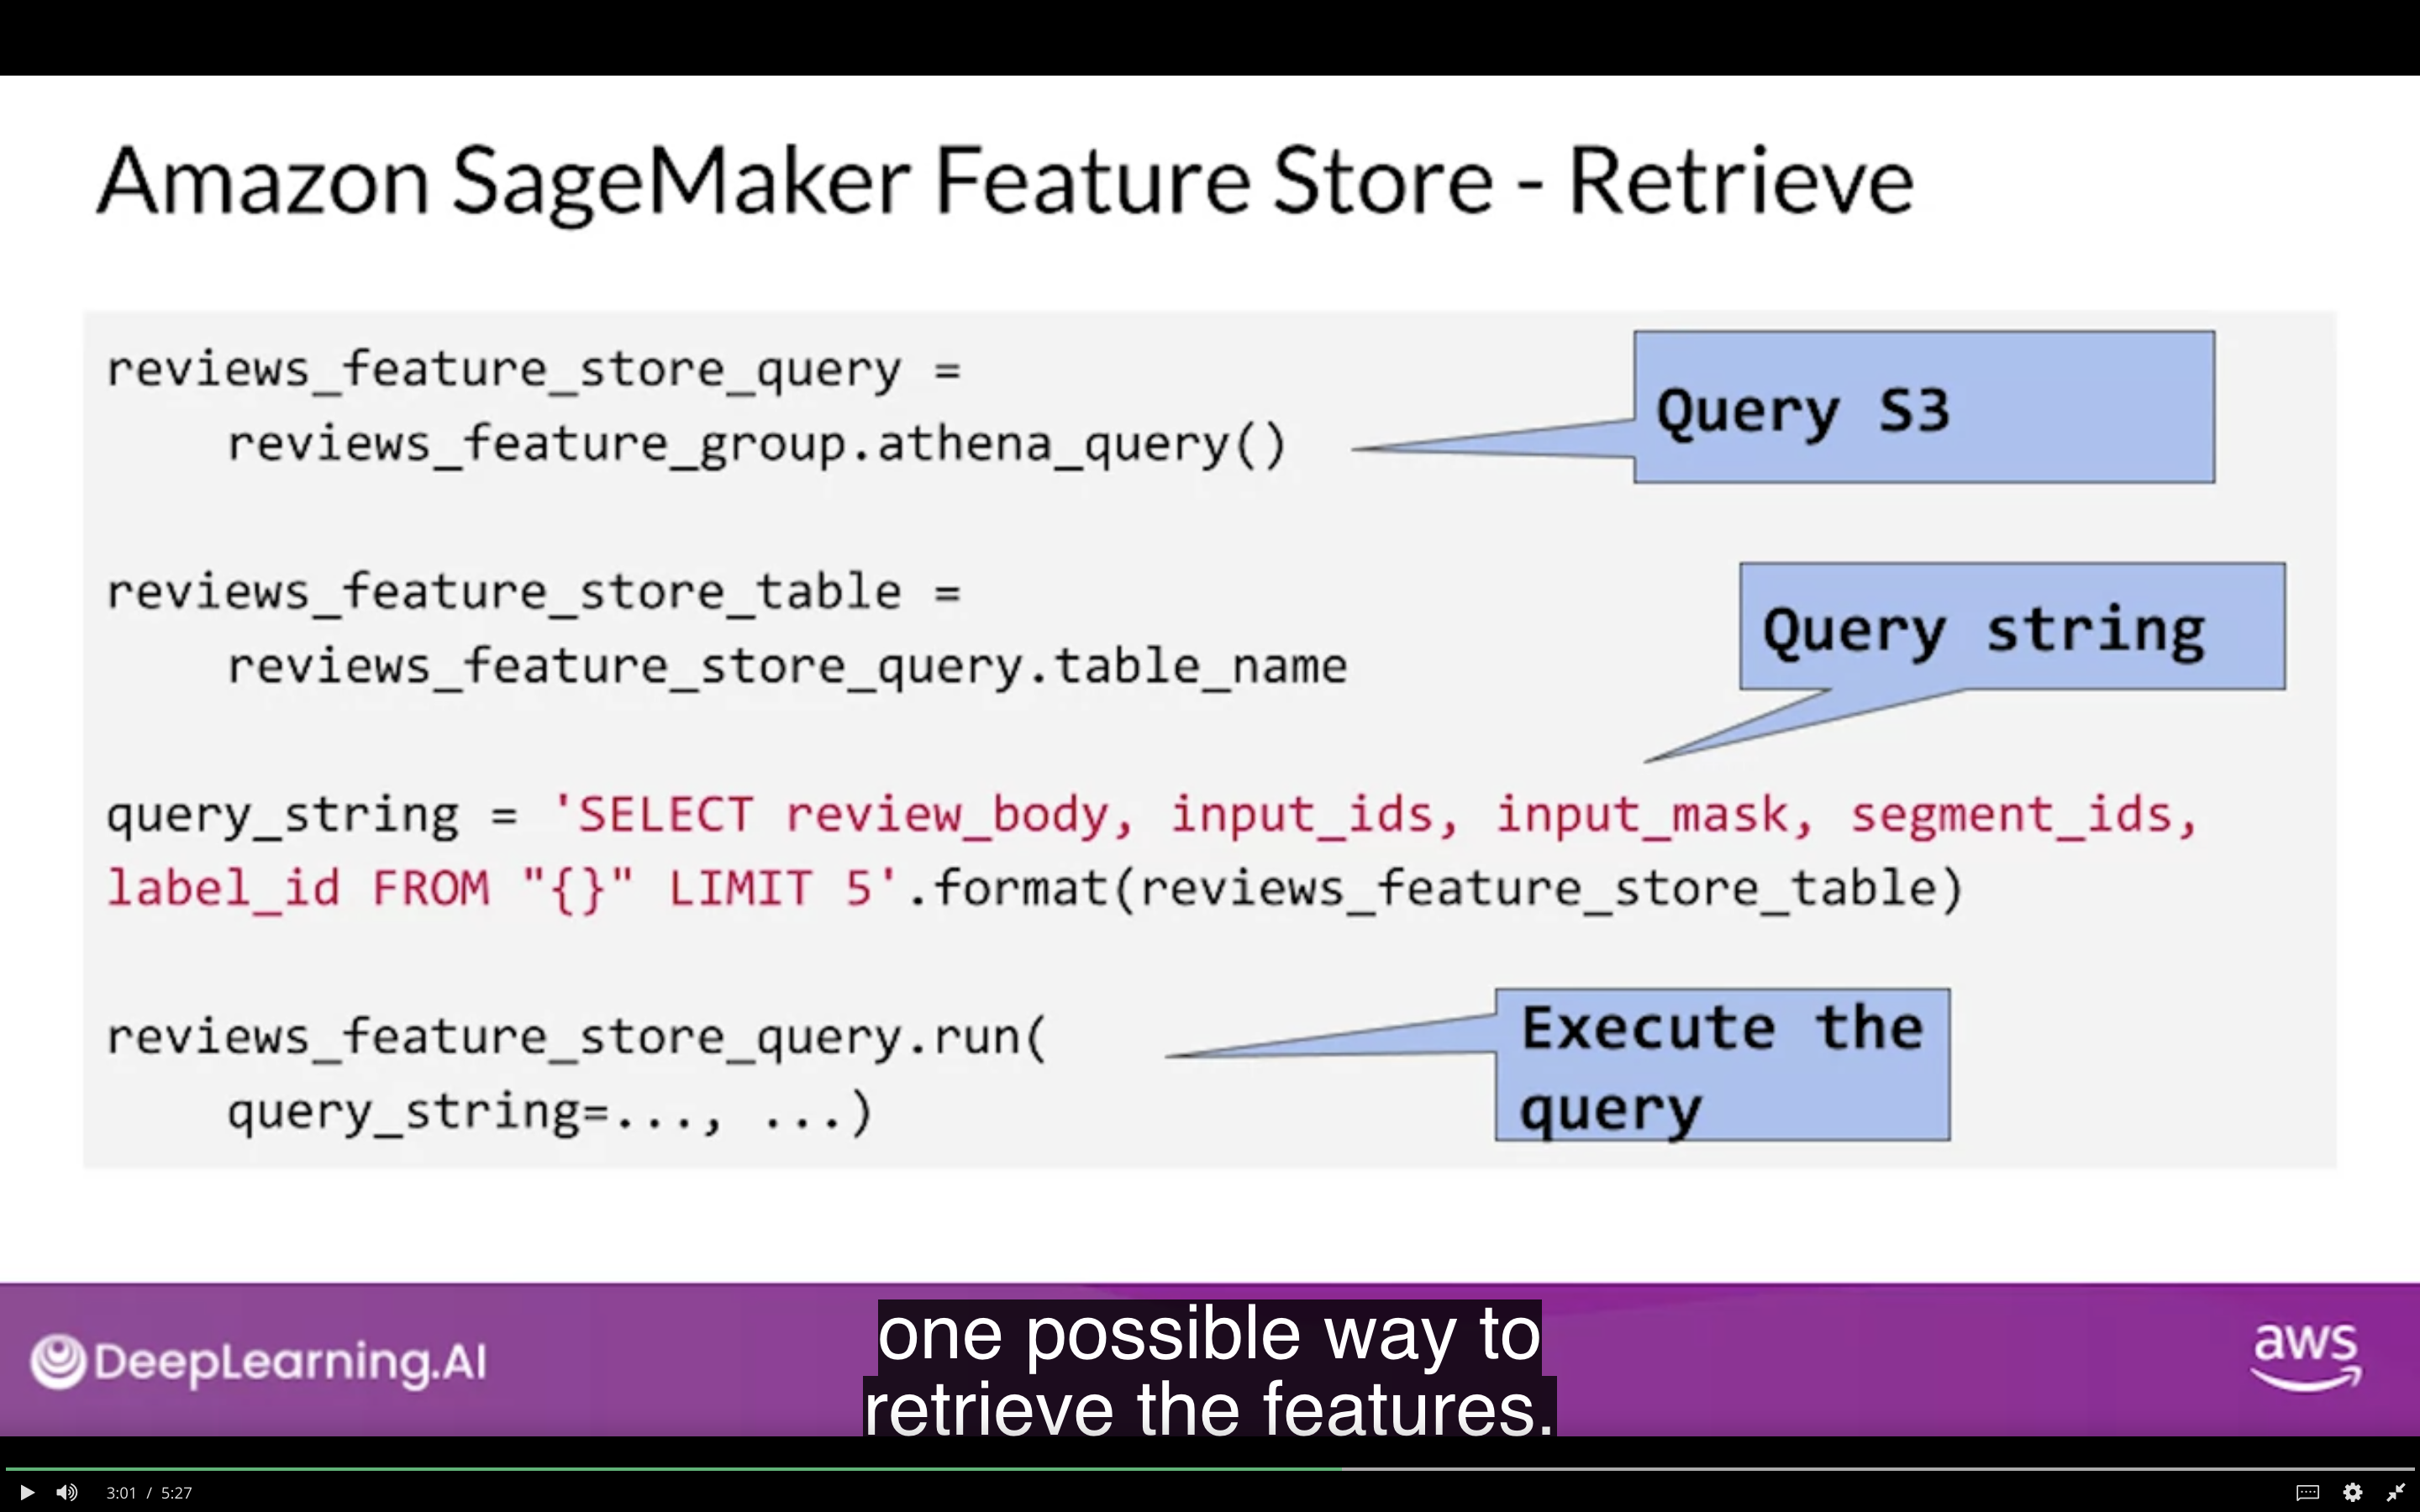 Amazon SageMaker Feature Store - Retrieve
reviews_feature_store_query =
reviews_feature_group.athena_query()
Query S3
reviews_feature_store_table =
reviews_feature_store_query.table_name
Query string
query_string = 'SELECT review_body, input_ids, input_mask, segment_ids,
label_id FROM "{}" LIMIT 5'.format(reviews_feature_store_table)
reviews_feature_store_query.run(
query_string=..., ...)
Execute the
query
DeepLearning.AI
one possible way to
retrieve the features.
aws
3:01 / 5:27